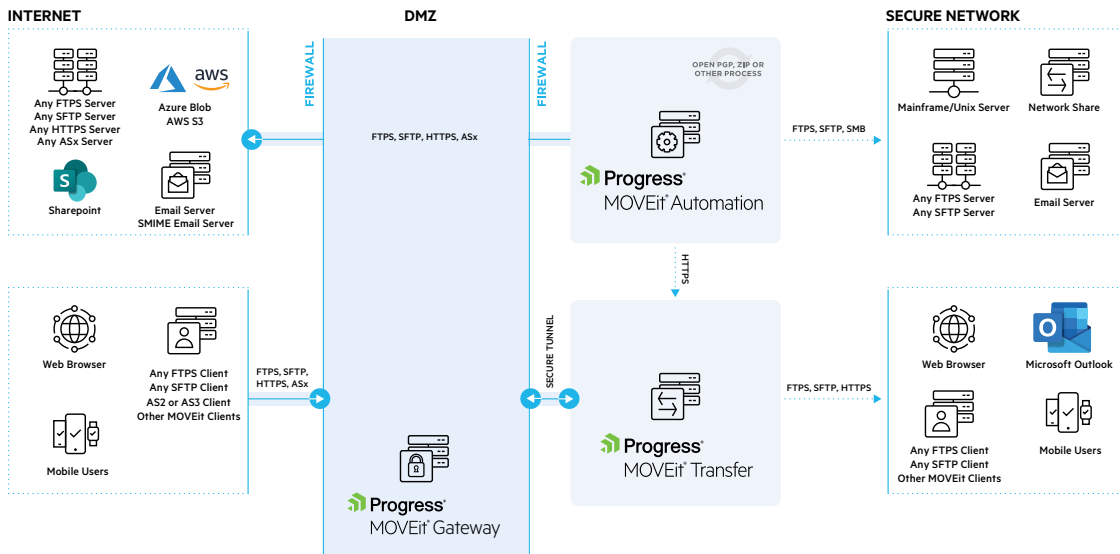 INTERNET
DMZ
SECURE NETWORK
FIREWALL
FIREWALL
Any FTPS Server
Any SFTP Server
Any HTTPS Server
Any ASx Server
aws
Azure Blob
AWS S3
S
Sharepoint
Email Server
SMIME Email Server
FTPS, SFTP, HTTPS, ASx
OPEN PGP, ZIP OR
OTHER PROCESS
Progress®
MOVEit® Automation
FTPS, SFTP, SMB
Mainframe/Unix Server
Network Share
Any FTPS Server
Any SFTP Server
Email Server
HTTPS
Web Browser
Any FTPS Client
Any SFTP Client
AS2 or AS3 Client
Other MOVEit Clients
Mobile Users
FTPS, SFTP,
HTTPS, ASx
Progress®
MOVEit® Gateway
SECURE TUNNEL
Progress®
MOVEit® Transfer
FTPS, SFTP, HTTPS
Web Browser
O
Microsoft Outlook
Any FTPS Client
Any SFTP Client
Other MOVEit Clients
Mobile Users